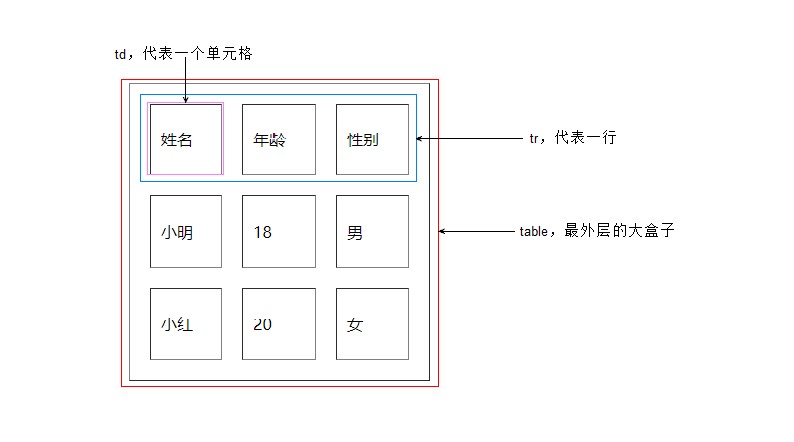 td，代表一个单元格
姓名 年龄 性别
tr，代表一行
小明 18 男
table，最外层的大盒子
小红 20 女